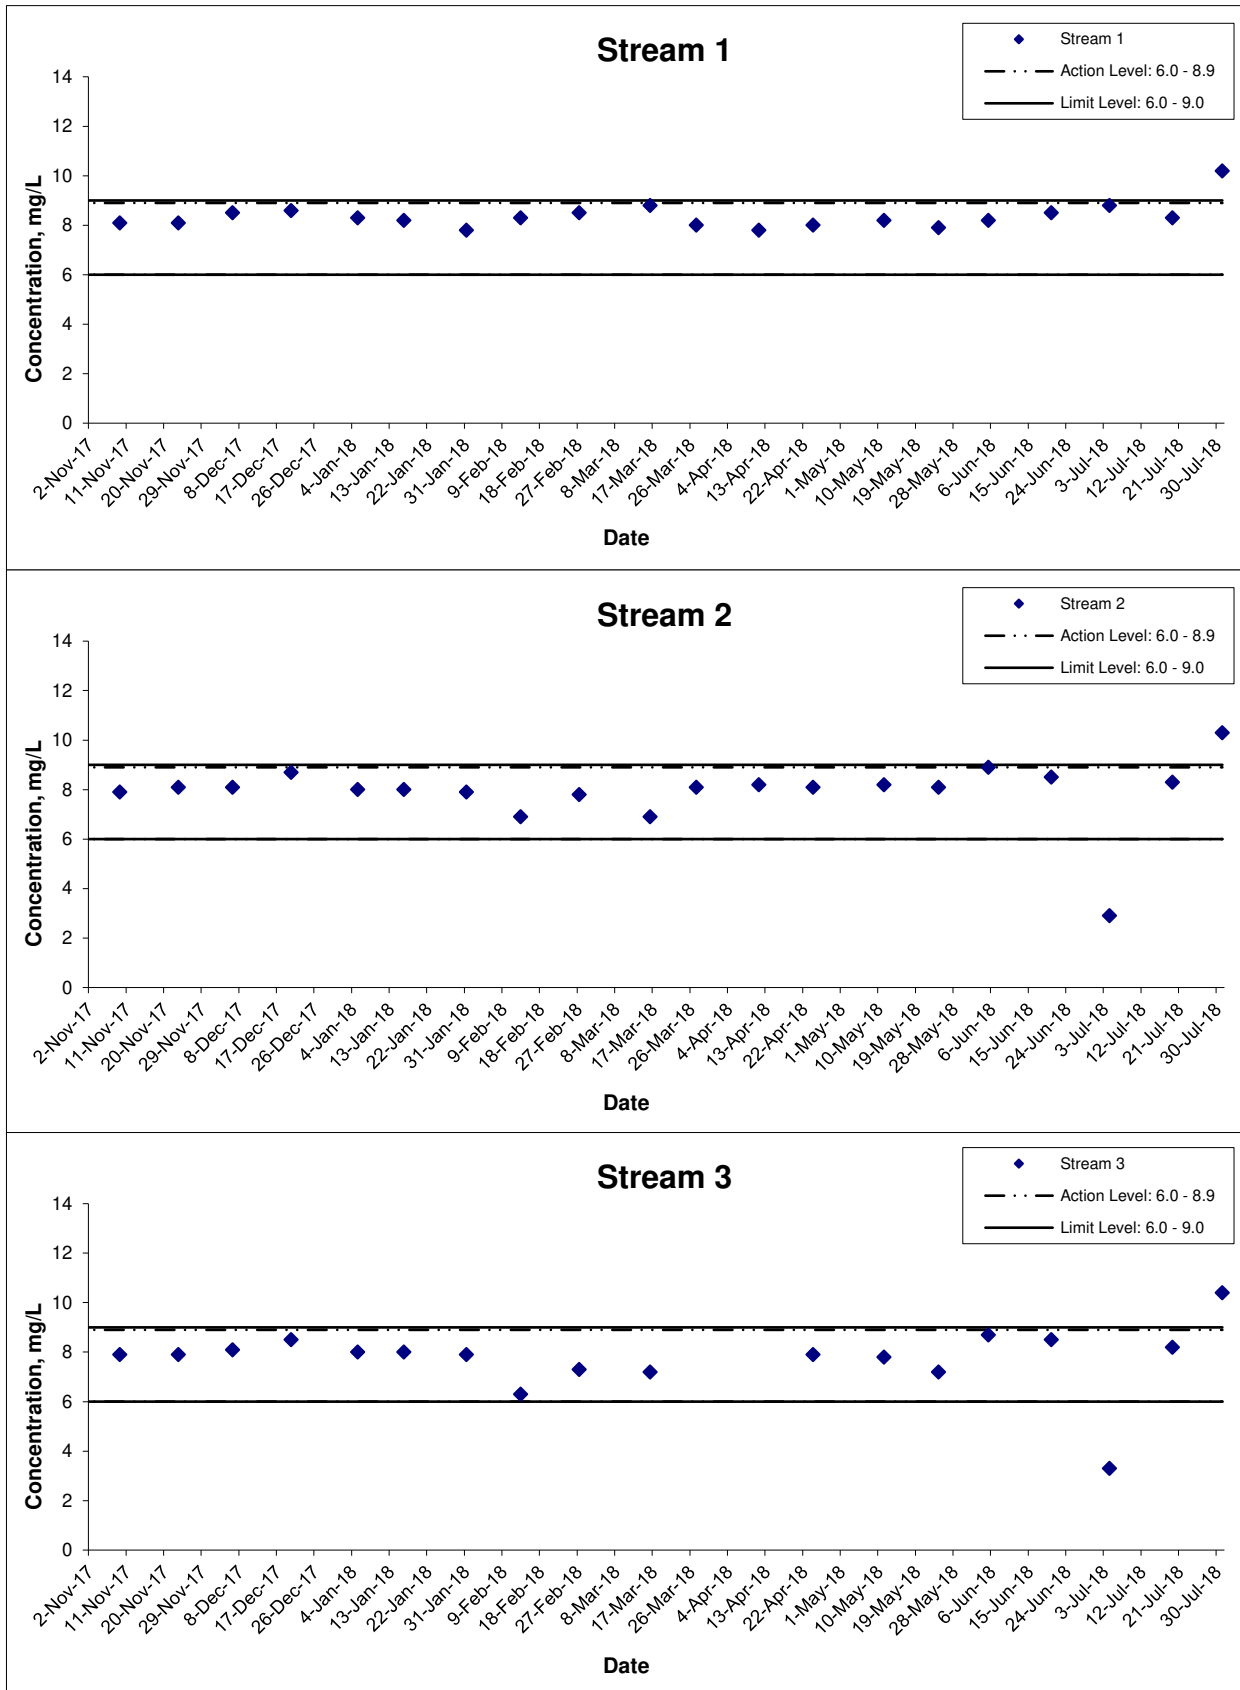 Stream 1
Stream 1
Action Level: 6.0 - 8.9
Limit Level: 6.0 - 9.0
Concentration, mg/L
14
12
10
8
6
4
2
0
2-Nov-17
11-Nov-17
20-Nov-17
29-Nov-17
8-Dec-17
17-Dec-17
26-Dec-17
4-Jan-18
13-Jan-18
22-Jan-18
31-Jan-18
9-Feb-18
18-Feb-18
27-Feb-18
8-Mar-18
17-Mar-18
26-Mar-18
4-Apr-18
13-Apr-18
22-Apr-18
1-May-18
10-May-18
19-May-18
28-May-18
6-Jun-18
15-Jun-18
24-Jun-18
3-Jul-18
12-Jul-18
21-Jul-18
30-Jul-18
Date
Stream 2
Stream 2
Action Level: 6.0 - 8.9
Limit Level: 6.0 - 9.0
Concentration, mg/L
14
12
10
8
6
4
2
0
2-Nov-17
11-Nov-17
20-Nov-17
29-Nov-17
8-Dec-17
17-Dec-17
26-Dec-17
4-Jan-18
13-Jan-18
22-Jan-18
31-Jan-18
9-Feb-18
18-Feb-18
27-Feb-18
8-Mar-18
17-Mar-18
26-Mar-18
4-Apr-18
13-Apr-18
22-Apr-18
1-May-18
10-May-18
19-May-18
28-May-18
6-Jun-18
15-Jun-18
24-Jun-18
3-Jul-18
12-Jul-18
21-Jul-18
30-Jul-18
Date
Stream 3
Stream 3
Action Level: 6.0 - 8.9
Limit Level: 6.0 - 9.0
Concentration, mg/L
14
12
10
8
6
4
2
0
2-Nov-17
11-Nov-17
20-Nov-17
29-Nov-17
8-Dec-17
17-Dec-17
26-Dec-17
4-Jan-18
13-Jan-18
22-Jan-18
31-Jan-18
9-Feb-18
18-Feb-18
27-Feb-18
8-Mar-18
17-Mar-18
26-Mar-18
4-Apr-18
13-Apr-18
22-Apr-18
1-May-18
10-May-18
19-May-18
28-May-18
6-Jun-18
15-Jun-18
24-Jun-18
3-Jul-18
12-Jul-18
21-Jul-18
30-Jul-18
Date